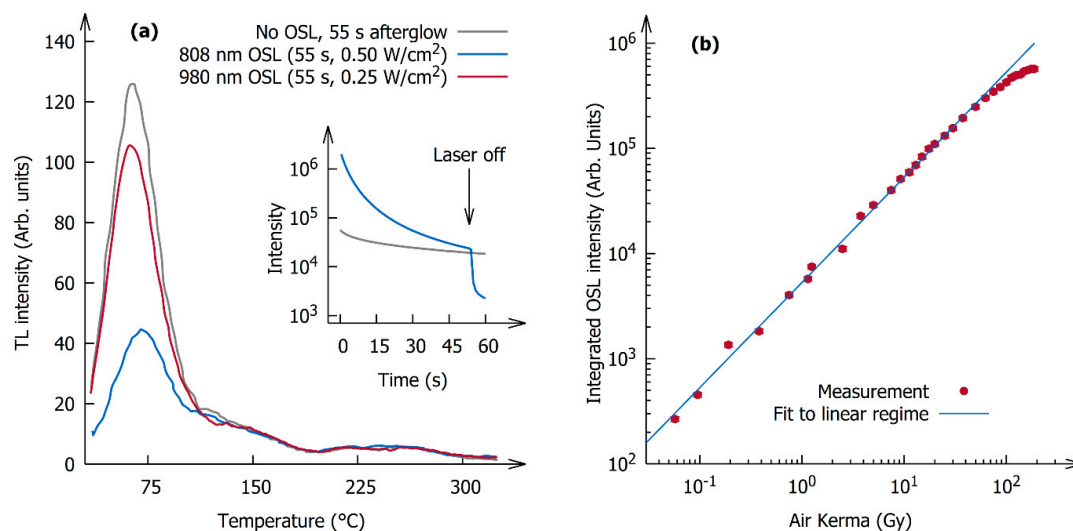 (a)
No OSL, 55 s afterglow
808 nm OSL (55 s, 0.50 W/cm²)
980 nm OSL (55 s, 0.25 W/cm²)
TL intensity (Arb. units)
140
120
100
80
60
40
20
0
75
150
225
300
Temperature (°C)
Laser off
Intensity
10⁶
10⁵
10⁴
10³
0
15
30
45
60
Time (s)
(b)
Integrated OSL intensity (Arb. Units)
10⁶
10⁵
10⁴
10³
10²
Measurement
Fit to linear regime
10⁻¹
10⁰
10¹
10²
Air Kerma (Gy)